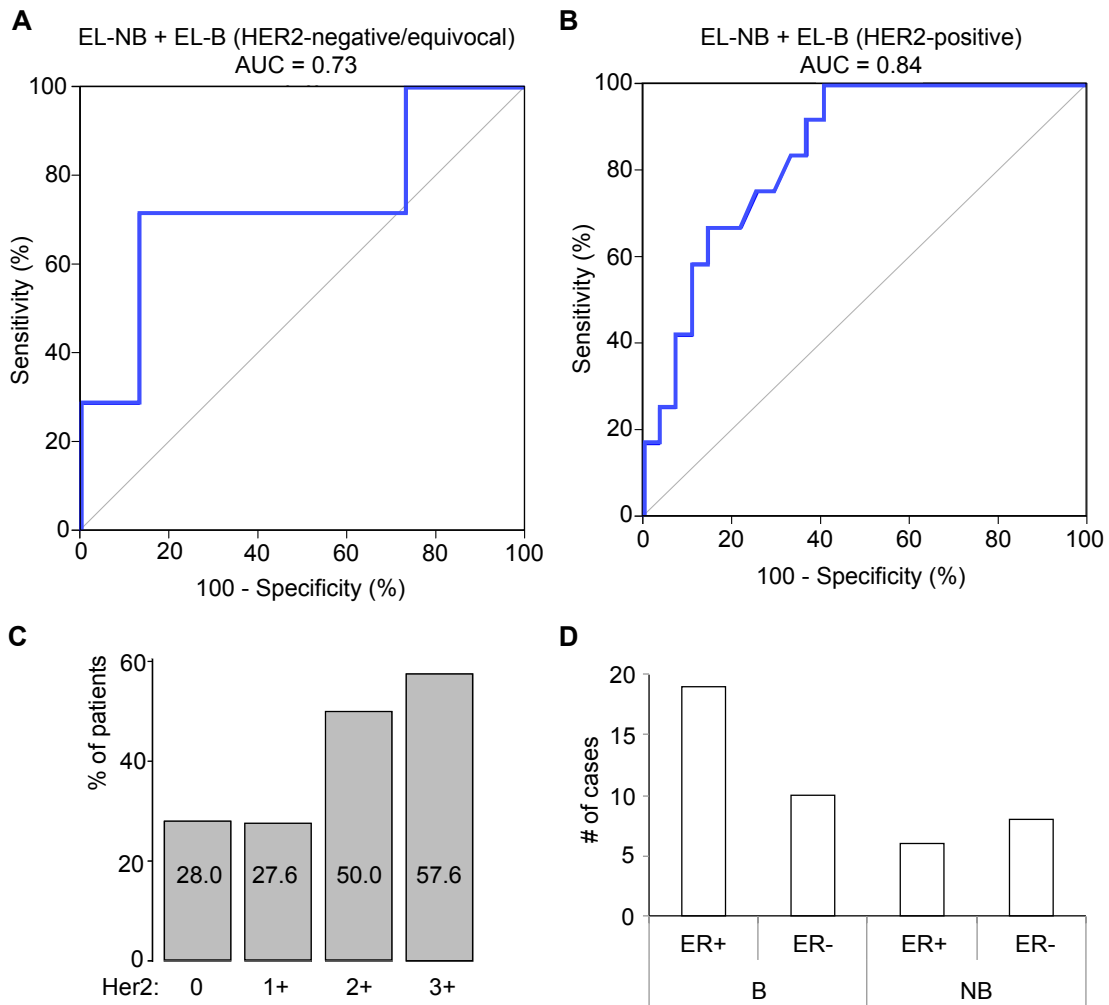 A
EL-NB + EL-B (HER2-negative/equivocal)
AUC = 0.73
100
80
60
40
20
0
Sensitivity (%)
0 20 40 60 80 100
100 - Specificity (%)
B
EL-NB + EL-B (HER2-positive)
AUC = 0.84
100
80
60
40
20
0
Sensitivity (%)
0 20 40 60 80 100
100 - Specificity (%)
C
60
40
20
0
% of patients
28.0 27.6 50.0 57.6
Her2: 0 1+ 2+ 3+
D
20
15
10
5
0
# of cases
ER+ ER- ER+ ER-
B NB